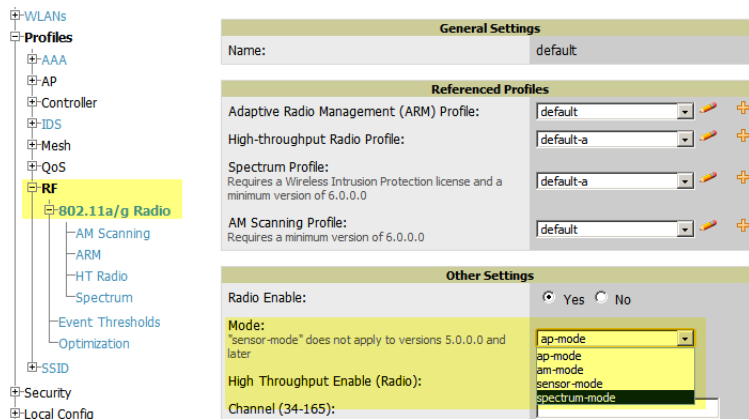 WLANs
Profiles
AAA
AP
Controller
IDS
Mesh
QoS
RF
802.11a/g Radio
AM Scanning
ARM
HT Radio
Spectrum
Event Thresholds
Optimization
SSID
Security
Local Config
General Settings
Name: default
Referenced Profiles
Adaptive Radio Management (ARM) Profile: default
High-throughput Radio Profile: default-a
Spectrum Profile:
Requires a Wireless Intrusion Protection license and a
minimum version of 6.0.0.0
default-a
AM Scanning Profile:
Requires a minimum version of 6.0.0.0
default
Other Settings
Radio Enable: Yes No
Mode:
"sensor-mode" does not apply to versions 5.0.0.0 and
later
ap-mode
ap-mode
am-mode
sensor-mode
spectrum-mode
High Throughput Enable (Radio):
Channel (34-165):